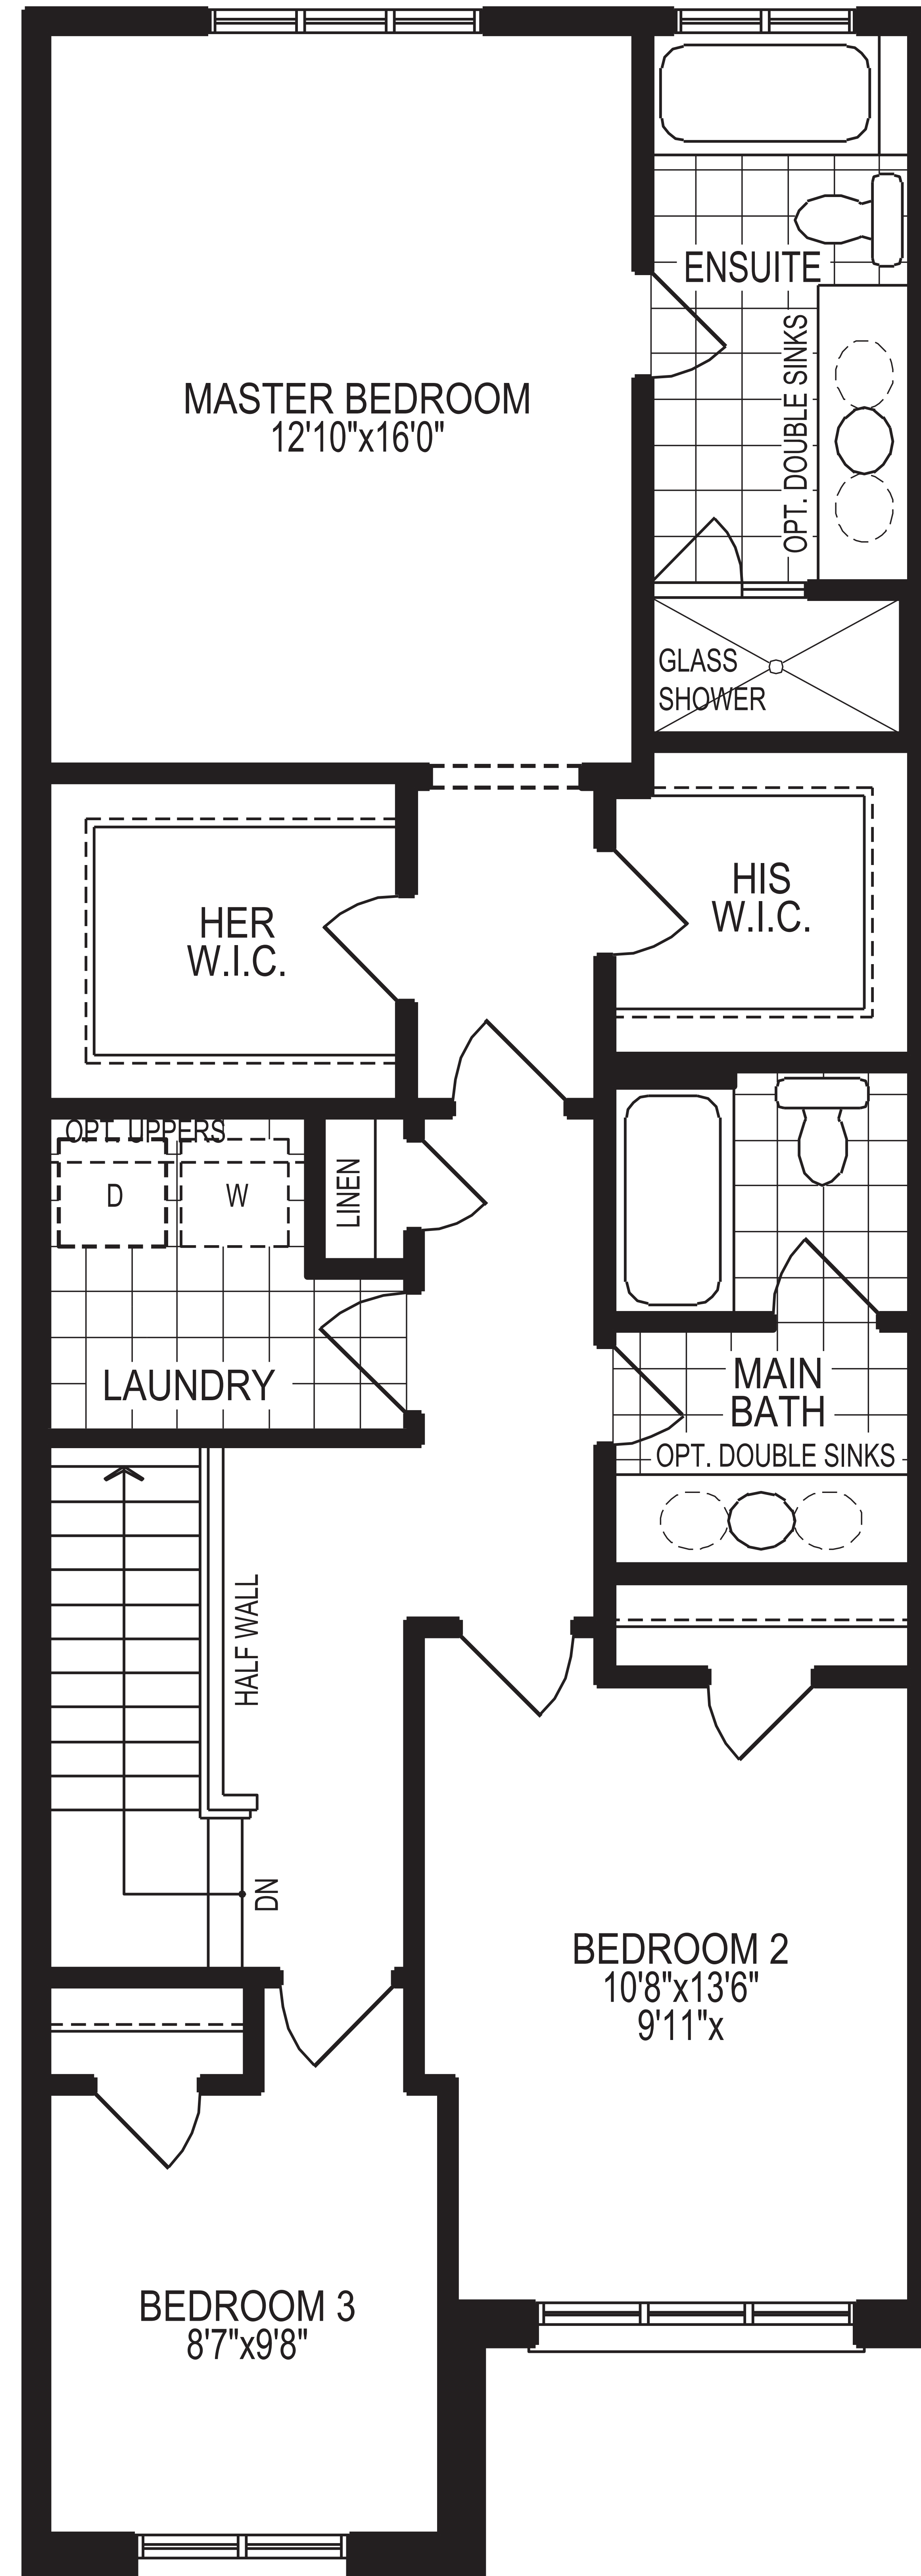 ENSUITE
OPT. DOUBLE SINKS
MASTER BEDROOM
12'10"x16'0"
GLASS
SHOWER
HER
W.I.C.
HIS
W.I.C.
OPT. UPPERS
D
W
LINEN
LAUNDRY
MAIN
BATH
OPT. DOUBLE SINKS
HALF WALL
DN
BEDROOM 2
10'8"x13'6"
9'11"x
BEDROOM 3
8'7"x9'8"